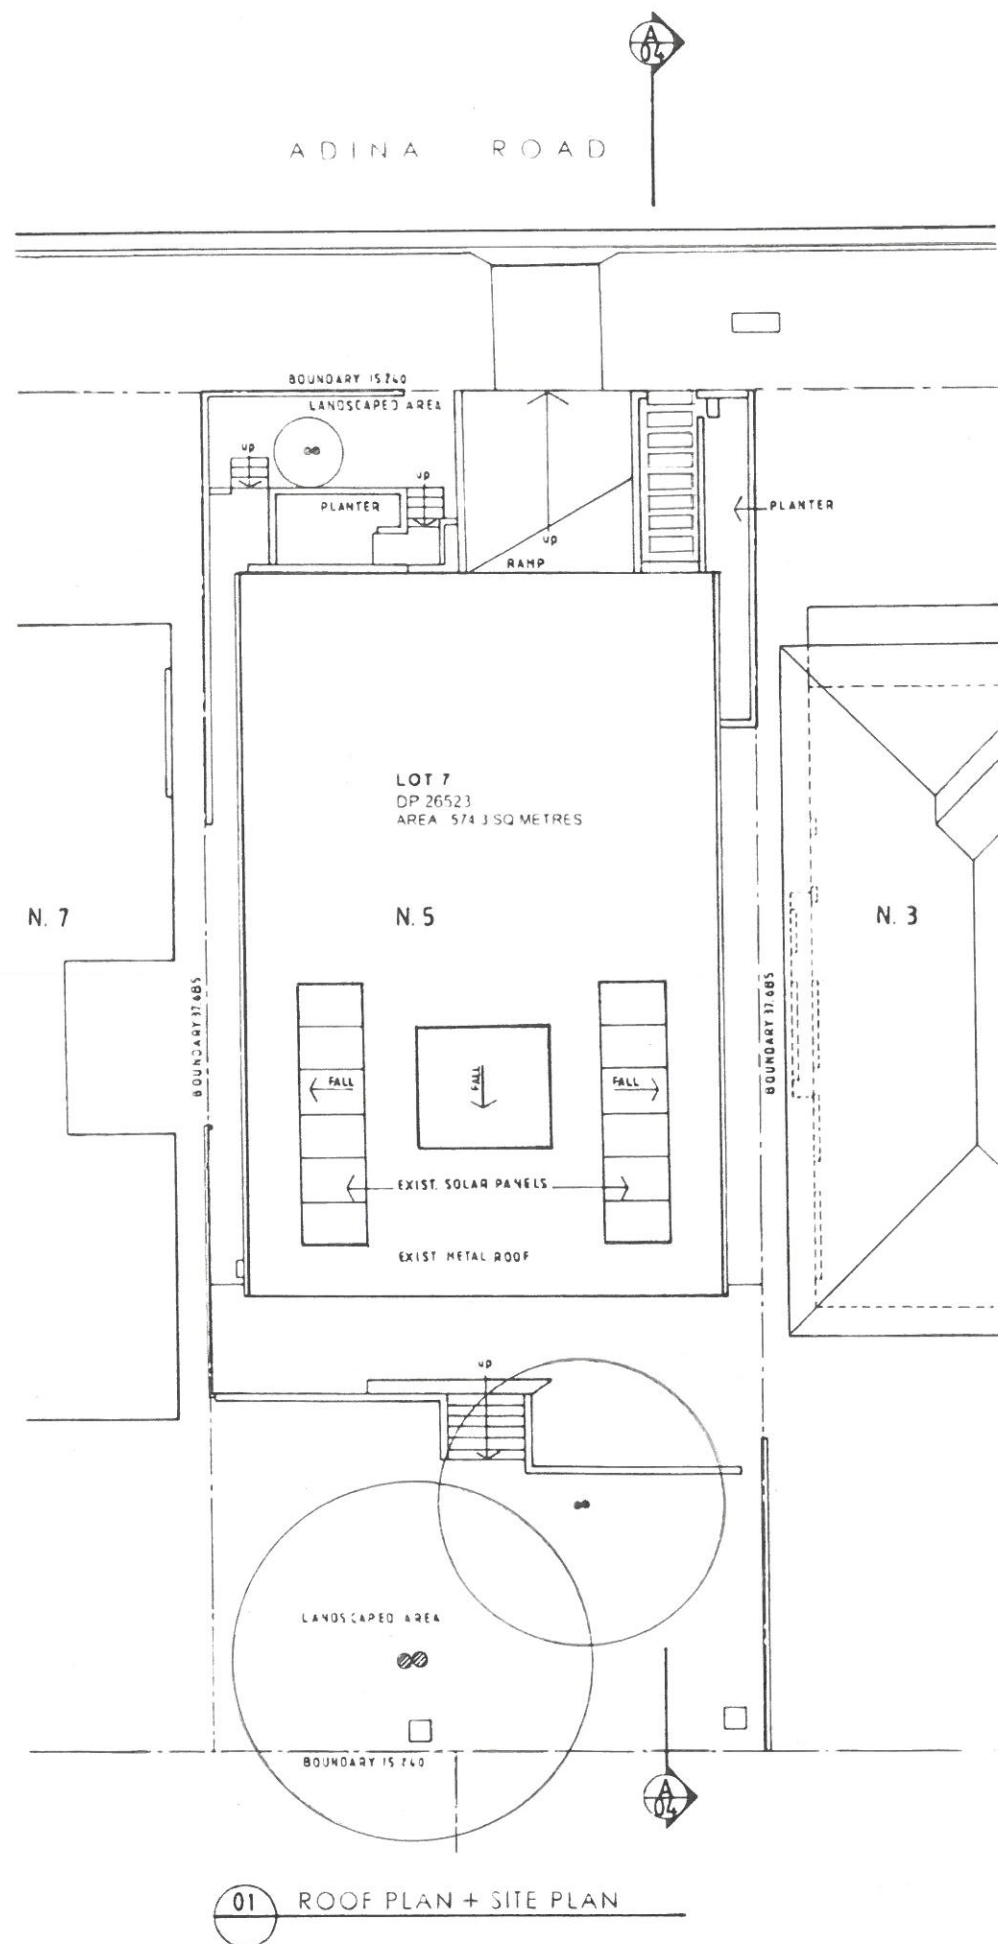 A
04
ADINA ROAD
BOUNDARY 15.240
LANDSCAPED AREA
up
up
PLANTER
up
RAMP
PLANTER
LOT 7
DP 26523
AREA 574.3 SQ METRES
N. 7
N. 5
N. 3
BOUNDARY 37.685
BOUNDARY 37.685
FALL
FALL
FALL
EXIST. SOLAR PANELS
EXIST METAL ROOF
up
LANDSCAPED AREA
BOUNDARY 15.240
A
04
01 ROOF PLAN + SITE PLAN